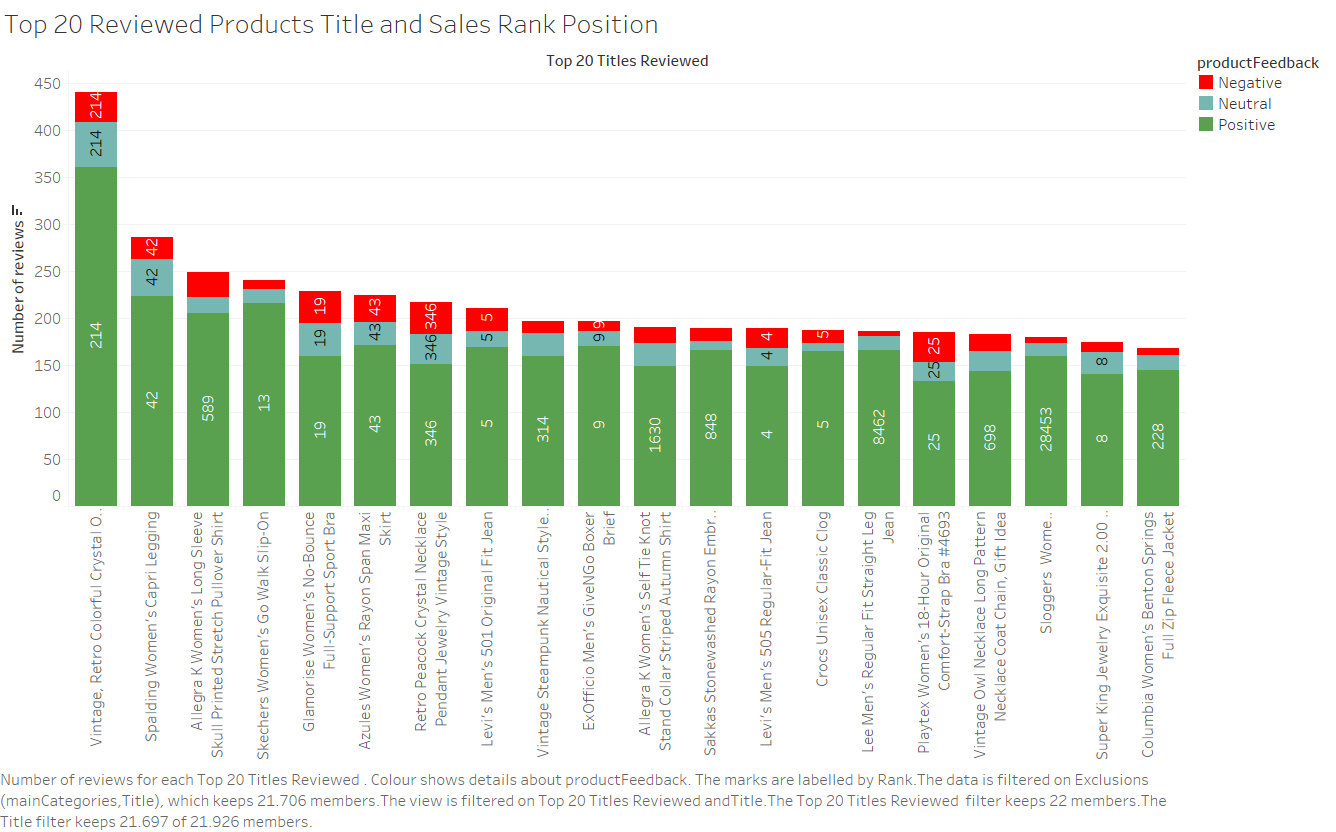 Top 20 Reviewed Products Title and Sales Rank Position
Top 20 Titles Reviewed
productFeedback
Negative
Neutral
Positive
Number of reviews
450
400
350
300
250
200
150
100
50
0
214
214
214
42
42
42
589
13
19
19
19
43
43
43
346
346
346
5
5
5
314
9
9
9
1630
848
4
4
4
5
5
8462
25
25
25
698
28453
8
8
228
Vintage, Retro Colorful Crystal O..
Spalding Women's Capri Legging
Allegra K Women's Long Sleeve
Skull Printed Stretch Pullover Shirt
Skechers Women's Go Walk Slip-On
Glamorise Women's No-Bounce
Full-Support Sport Bra
Azules Women's Rayon Span Maxi
Skirt
Retro Peacock Crystal Necklace
Pendant Jewelry Vintage Style
Levi's Men's 501 Original Fit Jean
Vintage Steampunk Nautical Style..
ExOfficio Men's GiveNGo Boxer
Brief
Allegra K Women's Self Tie Knot
Stand Collar Striped Autumn Shirt
Sakkas Stonewashed Rayon Embr..
Levi's Men's 505 Regular-Fit Jean
Crocs Unisex Classic Clog
Lee Men's Regular Fit Straight Leg
Jean
Playtex Women's 18-Hour Original
Comfort-Strap Bra #4693
Vintage Owl Necklace Long Pattern
Necklace Coat Chain, Gift Idea
Sloggers Wome..
Super King Jewelry Exquisite 2.00 ..
Columbia Women's Benton Springs
Full Zip Fleece Jacket
Number of reviews for each Top 20 Titles Reviewed . Colour shows details about productFeedback. The marks are labelled by Rank.The data is filtered on Exclusions
(mainCategories,Title), which keeps 21.706 members.The view is filtered on Top 20 Titles Reviewed andTitle.The Top 20 Titles Reviewed filter keeps 22 members.The
Title filter keeps 21.697 of 21.926 members.